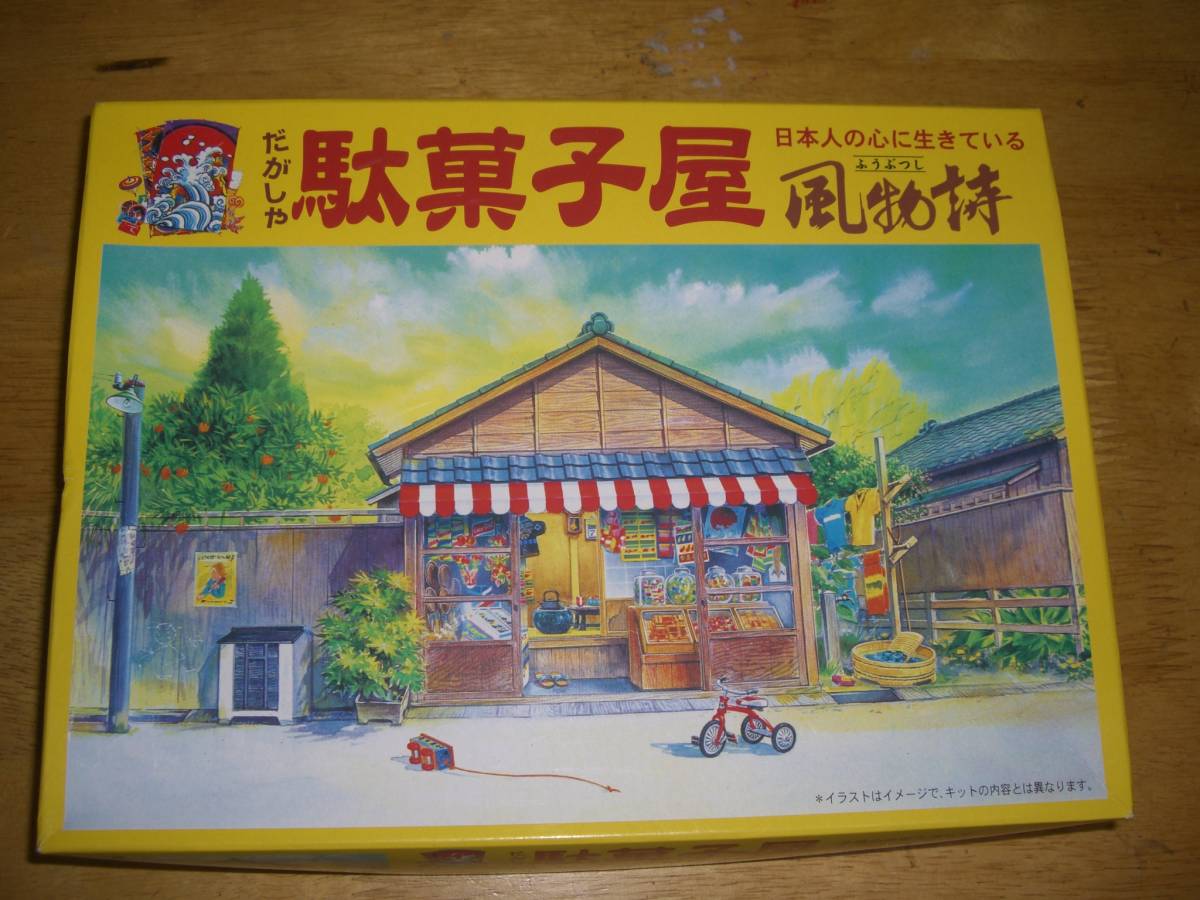 だがしや
駄菓子屋
日本人の心に生きている
ふうぶつし
風物詩
＊イラストはイメージで、キットの内容とは異なります。